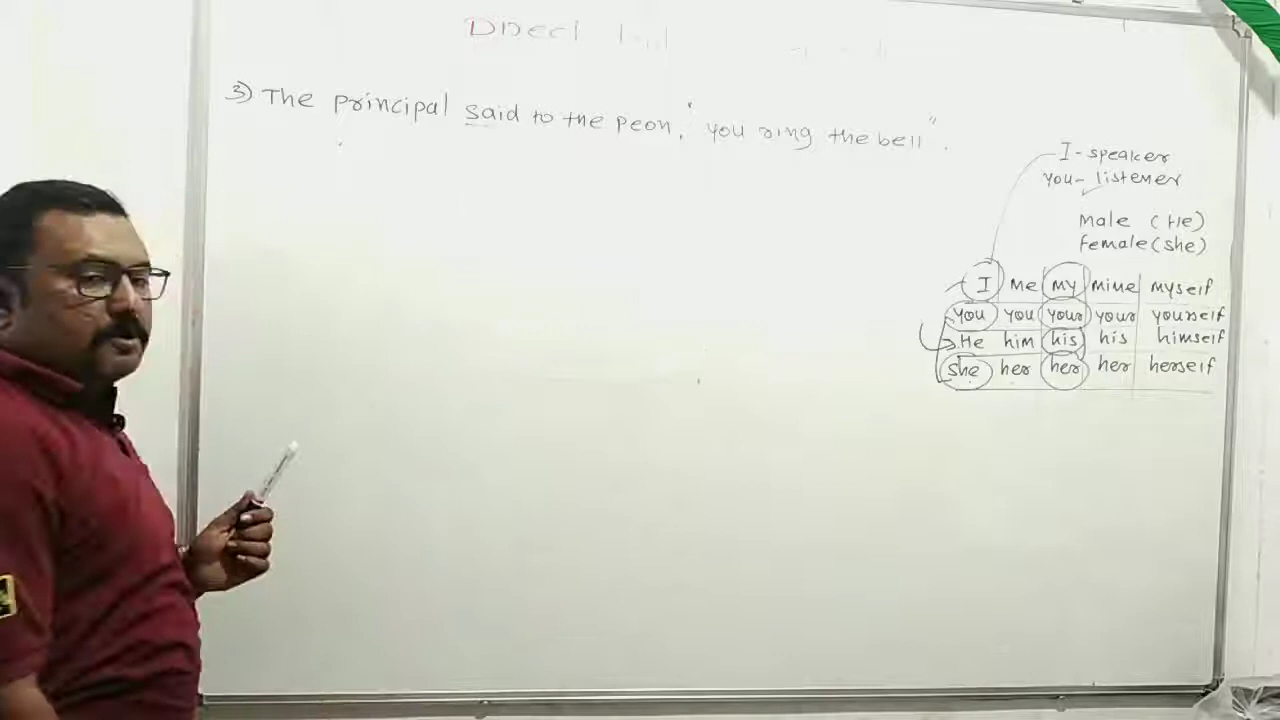 Direct
3) The principal said to the peon, "you ring the bell".
I - speaker
you - listener
Male (He)
female (she)
I me my mine myself
you you your your yourself
He him his his himself
she her her her herself